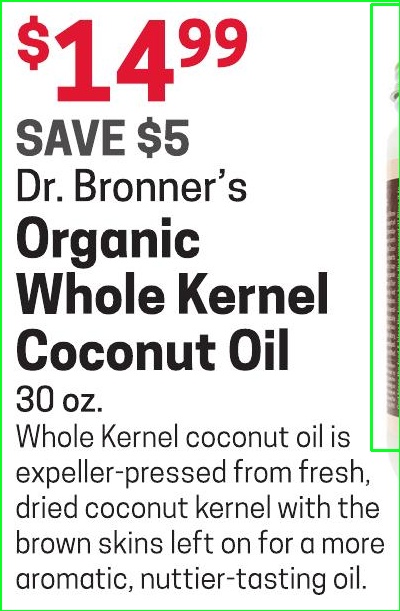 $14.99
SAVE $5
Dr. Bronner's
Organic
Whole Kernel
Coconut Oil
30 oz.
Whole Kernel coconut oil is
expeller-pressed from fresh,
dried coconut kernel with the
brown skins left on for a more
aromatic, nuttier-tasting oil.